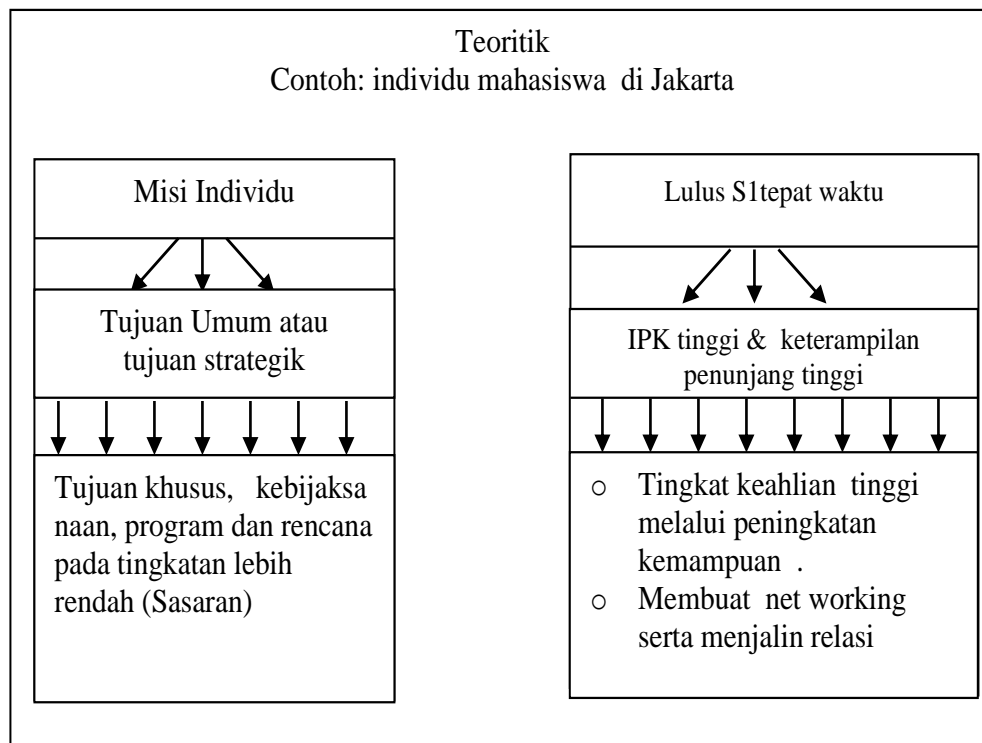 Teoritik
Contoh: individu mahasiswa di Jakarta
Misi Individu
Tujuan Umum atau
tujuan strategik
Tujuan khusus, kebijaksa
naan, program dan rencana
pada tingkatan lebih
rendah (Sasaran)
Lulus S1tepat waktu
IPK tinggi & keterampilan
penunjang tinggi
o Tingkat keahlian tinggi
melalui peningkatan
kemampuan .
o Membuat net working
serta menjalin relasi